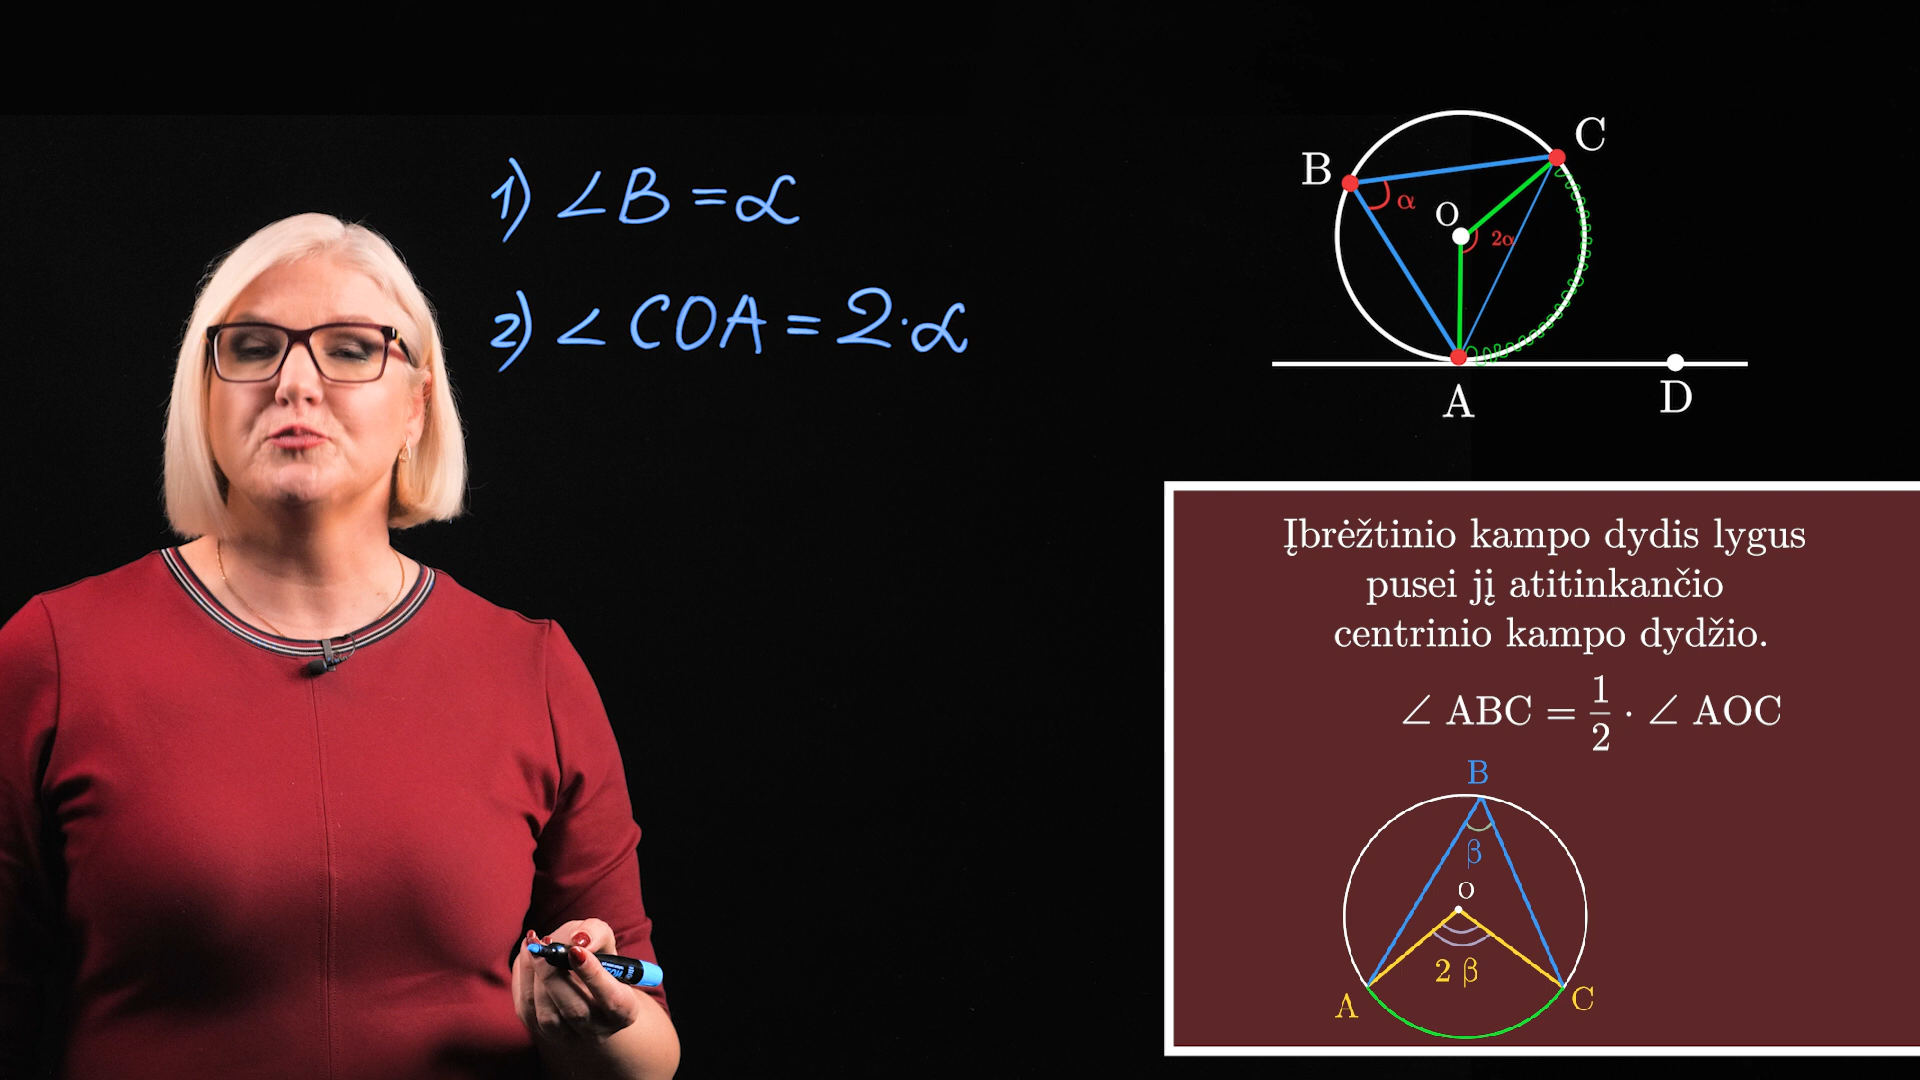 1) ∠B = α
2) ∠COA = 2·α
B
C
α
O
2α
A
D
Įbrėžtinio kampo dydis lygus
pusei jį atitinkančio
centrinio kampo dydžio.
∠ ABC = 1/2 · ∠ AOC
B
β
O
2 β
A
C